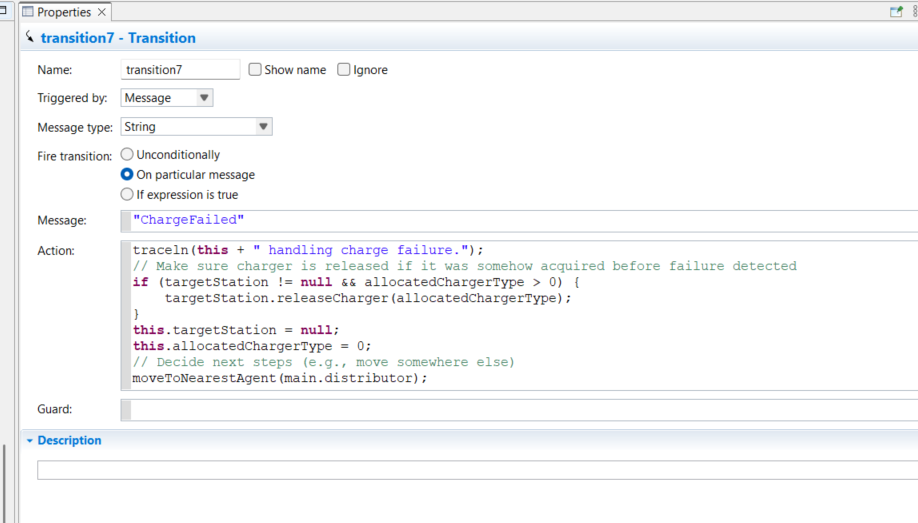 Properties
transition7 - Transition
Name: transition7 Show name Ignore
Triggered by: Message
Message type: String
Fire transition: Unconditionally
On particular message
If expression is true
Message: "ChargeFailed"
Action: traceln(this + " handling charge failure.");
// Make sure charger is released if it was somehow acquired before failure detected
if (targetStation != null && allocatedChargerType > 0) {
    targetStation.releaseCharger(allocatedChargerType);
}
this.targetStation = null;
this.allocatedChargerType = 0;
// Decide next steps (e.g., move somewhere else)
moveToNearestAgent(main.distributor);
Guard:
Description